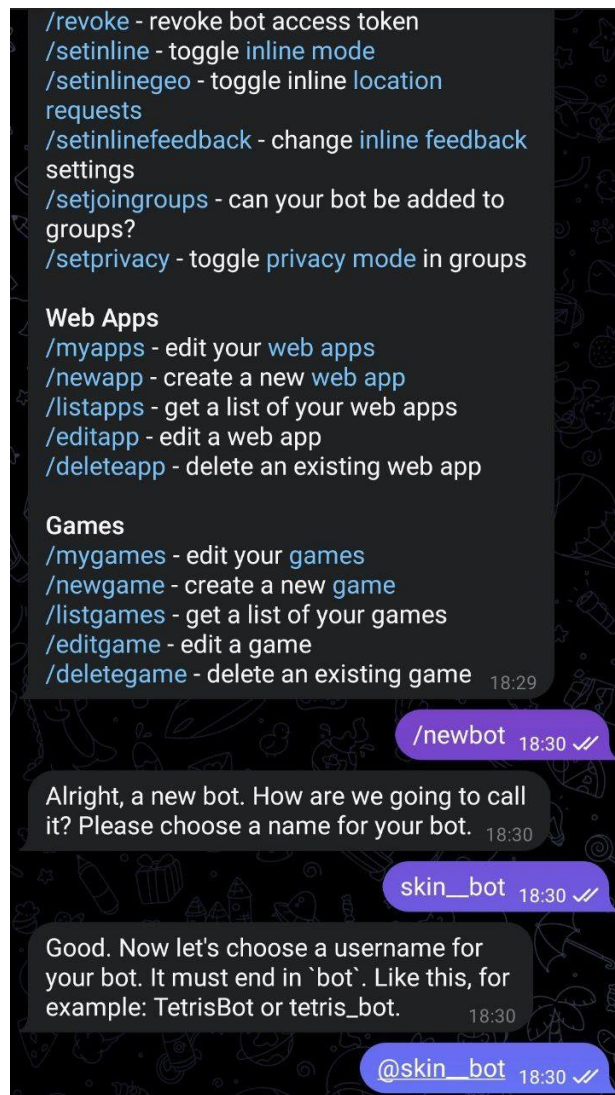 /revoke - revoke bot access token
/setinline - toggle inline mode
/setinlinegeo - toggle inline location
requests
/setinlinefeedback - change inline feedback
settings
/setjoingroups - can your bot be added to
groups?
/setprivacy - toggle privacy mode in groups
Web Apps
/myapps - edit your web apps
/newapp - create a new web app
/listapps - get a list of your web apps
/editapp - edit a web app
/deleteapp - delete an existing web app
Games
/mygames - edit your games
/newgame - create a new game
/listgames - get a list of your games
/editgame - edit a game
/deletegame - delete an existing game 18:29
/newbot 18:30
Alright, a new bot. How are we going to call
it? Please choose a name for your bot. 18:30
skin__bot 18:30
Good. Now let's choose a username for
your bot. It must end in `bot`. Like this, for
example: TetrisBot or tetris_bot. 18:30
@skin__bot 18:30